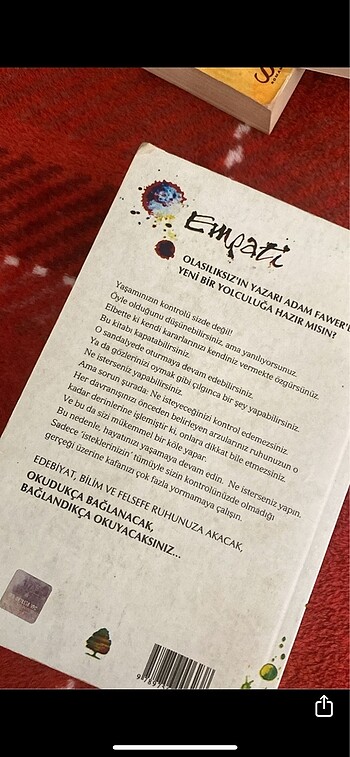 Empati
OLASILIKSIZ'IN YAZARI ADAM FAWER'
YENİ BİR YOLCULUĞA HAZIR MISIN?
Yaşamınızın kontrolü sizde değil!
Öyle olduğunu düşünebilirsiniz, ama yanılıyorsunuz.
Elbette ki kendi kararlarınızı kendiniz vermekte özgürsünüz.
Bu kitabı kapatabilirsiniz.
O sandalyede oturmaya devam edebilirsiniz.
Ya da gözlerinizi oymak gibi çılgınca bir şey yapabilirsiniz.
Ne isterseniz yapabilirsiniz.
Ama sorun şurada: Ne isteyeceğinizi kontrol edemezsiniz.
Her davranışınızı önceden belirleyen arzularınız ruhunuzun o
kadar derinlerine işlemiştir ki, onlara dikkat bile etmezsiniz.
Ve bu da sizi mükemmel bir köle yapar.
Bu nedenle, hayatınızı yaşamaya devam edin. Ne isterseniz yapın.
Sadece 'isteklerinizin' tümüyle sizin kontrolünüzde olmadığı
gerçeği üzerine kafanızı çok fazla yormamaya çalışın.
EDEBİYAT, BİLİM VE FELSEFE RUHUNUZA AKACAK,
OKUDUKÇA BAĞLANACAK,
BAĞLANDIKÇA OKUYACAKSINIZ...